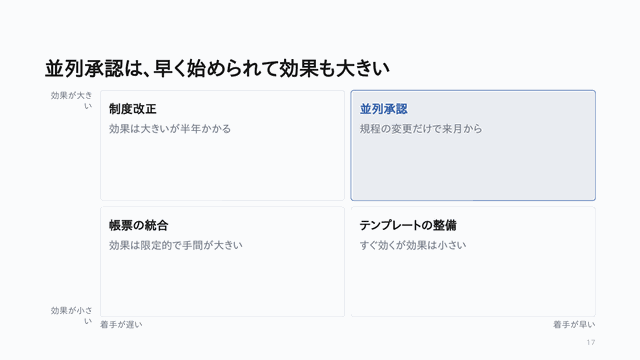 並列承認は、早く始められて効果も大きい
効果が大き
い
制度改正
効果は大きいが半年かかる
並列承認
規程の変更だけで来月から
帳票の統合
効果は限定的で手間が大きい
テンプレートの整備
すぐ効くが効果は小さい
効果が小さ
い
着手が遅い
着手が早い
17